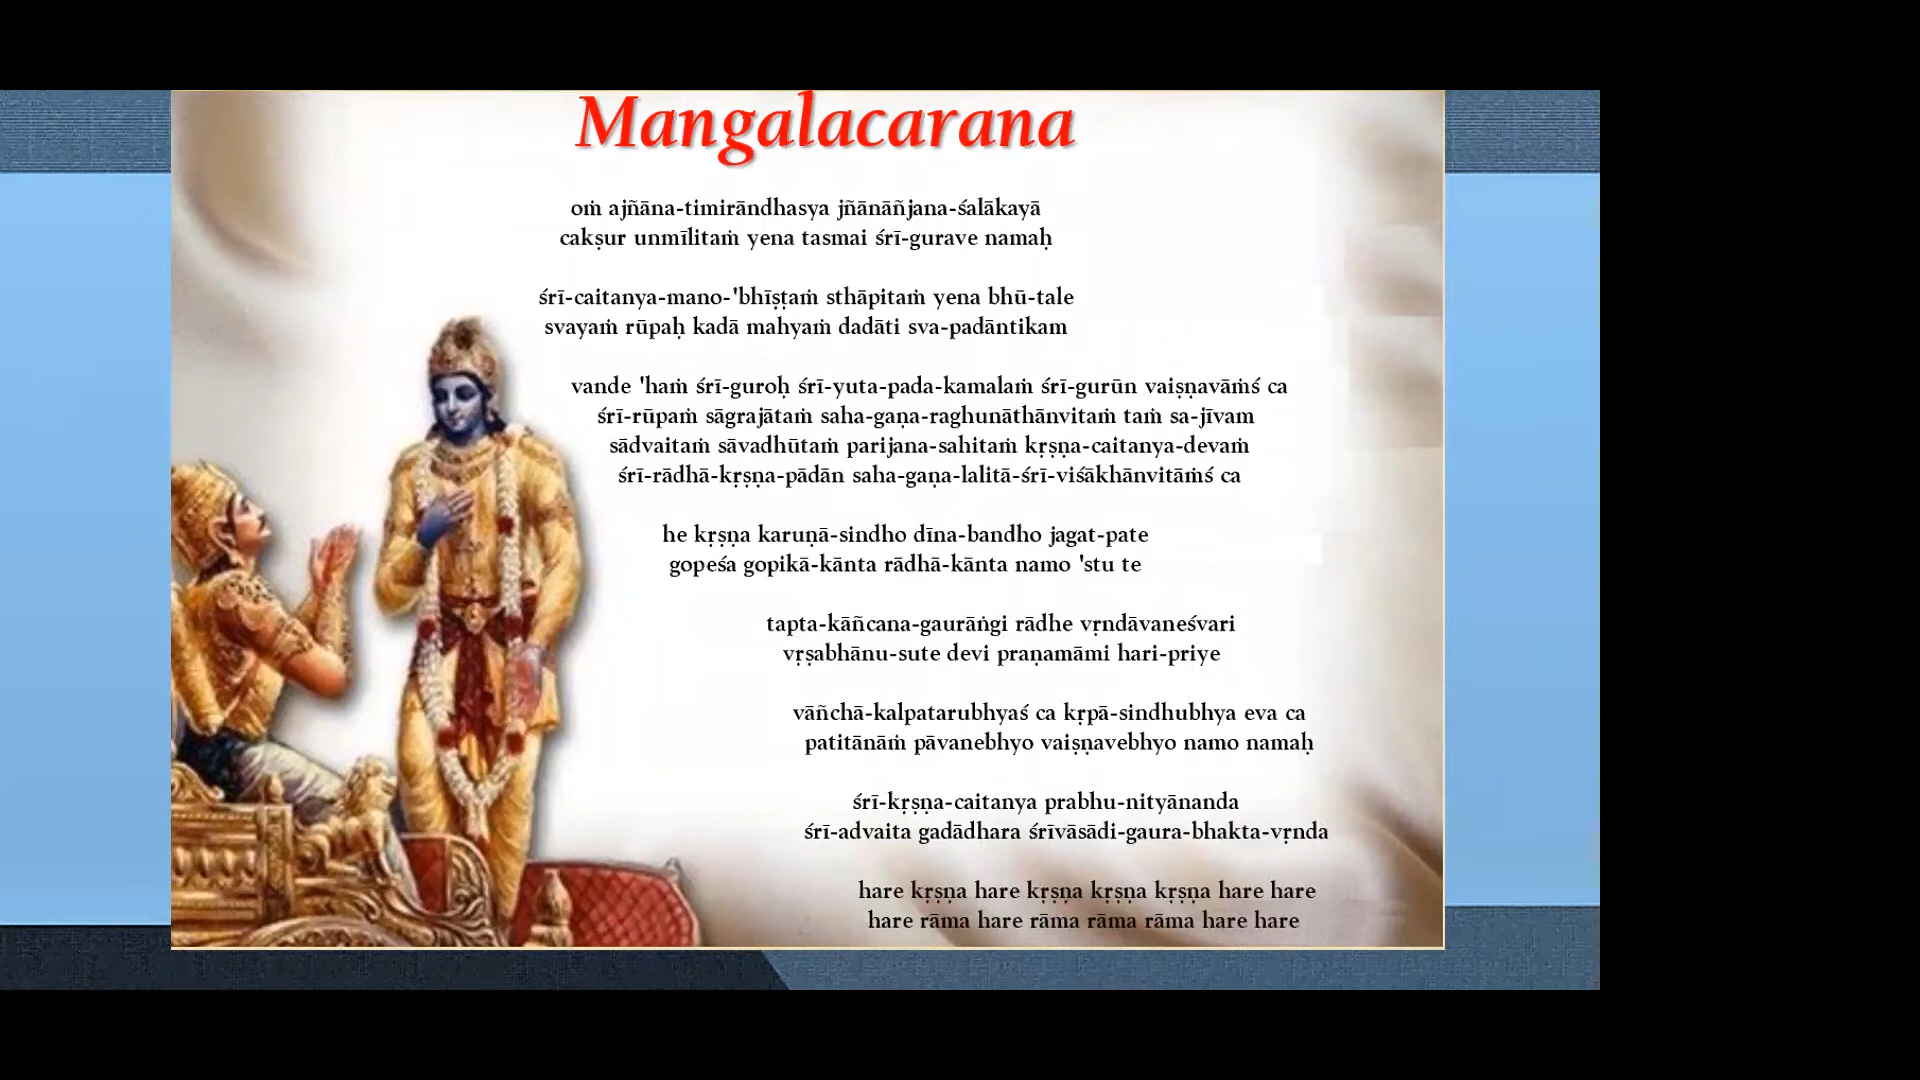 Mangalacarana
oṁ ajñāna-timirāndhasya jñānāñjana-śalākayā
cakṣur unmīlitaṁ yena tasmai śrī-gurave namaḥ
śrī-caitanya-mano-'bhīṣṭaṁ sthāpitaṁ yena bhū-tale
svayaṁ rūpaḥ kadā mahyaṁ dadāti sva-padāntikam
vande 'haṁ śrī-guroḥ śrī-yuta-pada-kamalaṁ śrī-gurūn vaiṣṇavāṁś ca
śrī-rūpaṁ sāgrajātaṁ saha-gaṇa-raghunāthānvitaṁ taṁ sa-jīvam
sādvaitaṁ sāvadhūtaṁ parijana-sahitaṁ kṛṣṇa-caitanya-devaṁ
śrī-rādhā-kṛṣṇa-pādān saha-gaṇa-lalitā-śrī-viśākhānvitāṁś ca
he kṛṣṇa karuṇā-sindho dīna-bandho jagat-pate
gopeśa gopikā-kānta rādhā-kānta namo 'stu te
tapta-kāñcana-gaurāṅgi rādhe vṛndāvaneśvari
vṛṣabhānu-sute devi praṇamāmi hari-priye
vāñchā-kalpatarubhyaś ca kṛpā-sindhubhya eva ca
patitānāṁ pāvanebhyo vaiṣṇavebhyo namo namaḥ
śrī-kṛṣṇa-caitanya prabhu-nityānanda
śrī-advaita gadādhara śrīvāsādi-gaura-bhakta-vṛnda
hare kṛṣṇa hare kṛṣṇa kṛṣṇa kṛṣṇa hare hare
hare rāma hare rāma rāma rāma hare hare